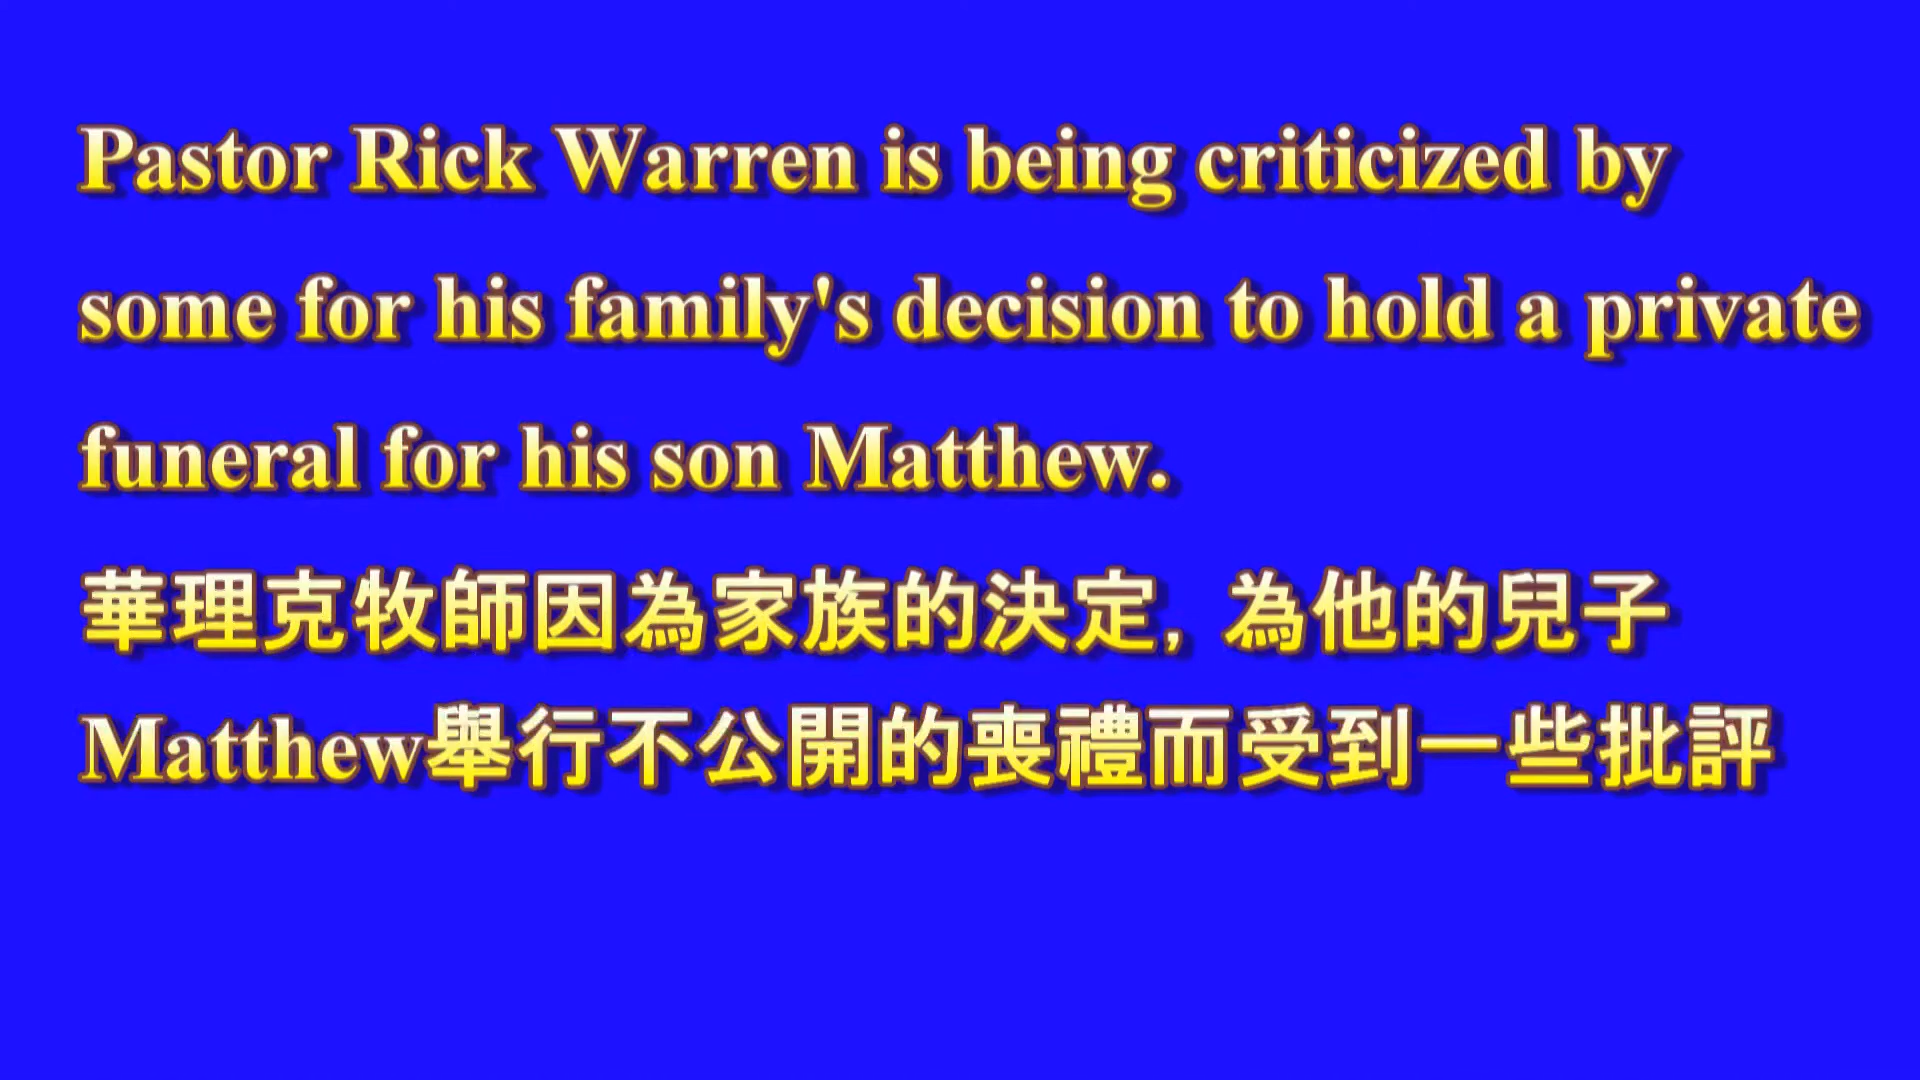 Pastor Rick Warren is being criticized by
some for his family's decision to hold a private
funeral for his son Matthew.
華理克牧師因為家族的決定, 為他的兒子
Matthew舉行不公開的喪禮而受到一些批評